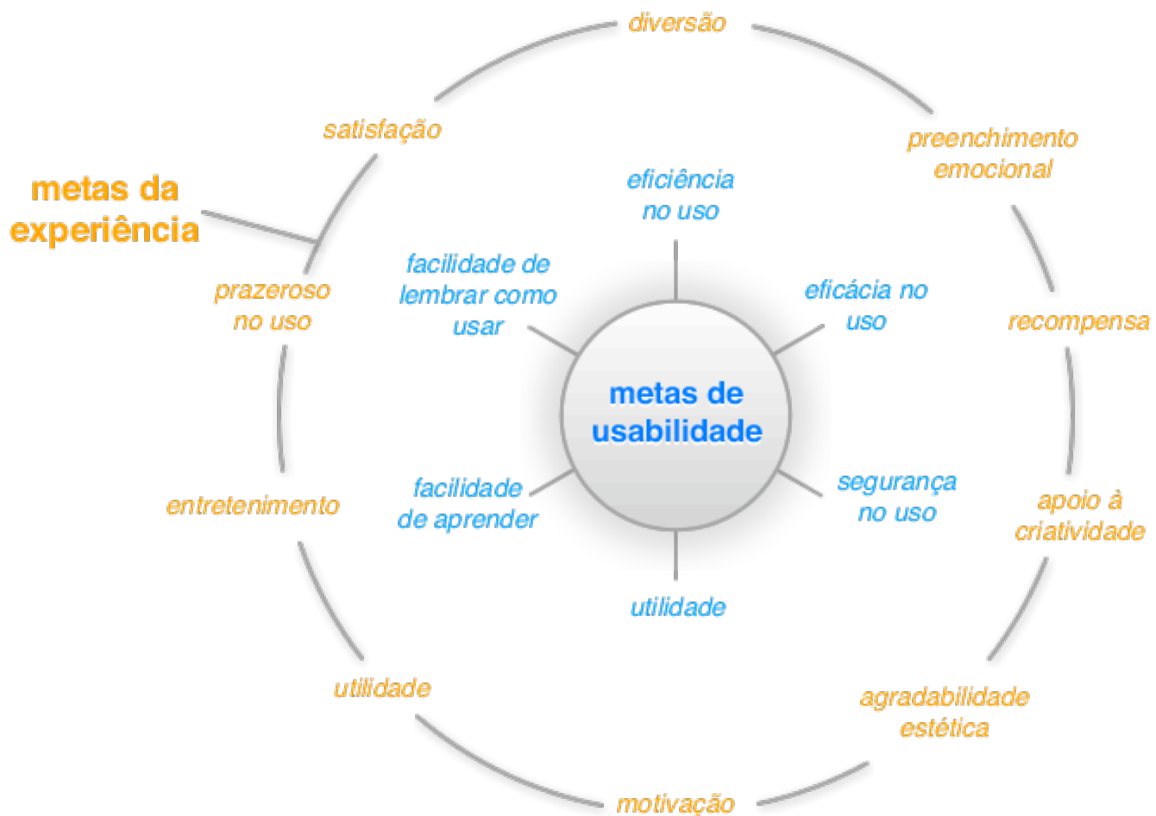 diversão
satisfação
preenchimento
emocional
metas da
experiência
eficiência
no uso
facilidade de
lembrar como
usar
prazeroso
no uso
eficácia no
uso
recompensa
metas de
usabilidade
entretenimento
facilidade
de aprender
segurança
no uso
apoio à
criatividade
utilidade
utilidade
agradabilidade
estética
motivação